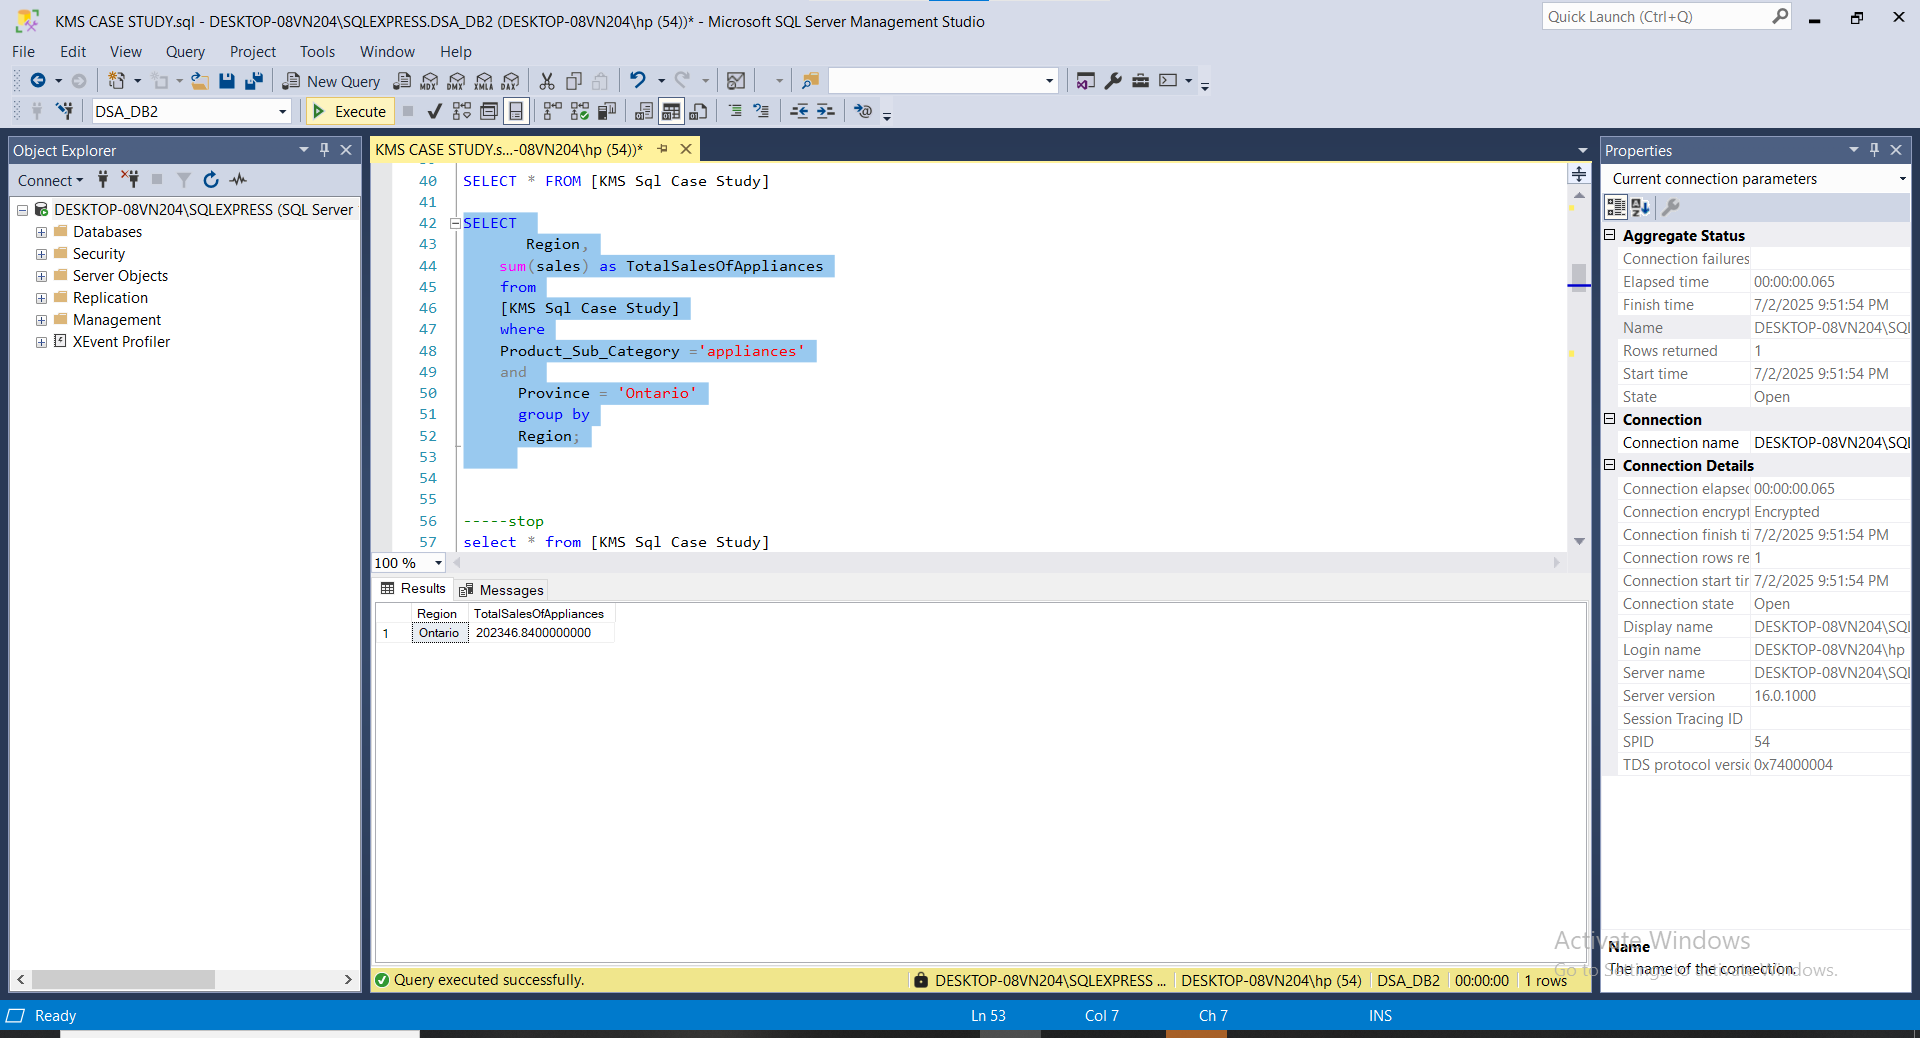 KMS CASE STUDY.sql - DESKTOP-08VN204\SQLEXPRESS.DSA_DB2 (DESKTOP-08VN204\hp (54))* - Microsoft SQL Server Management Studio
Quick Launch (Ctrl+Q)
File Edit View Query Project Tools Window Help
New Query MDX DMX XMLA DAX
DSA_DB2 Execute
Object Explorer
Connect
DESKTOP-08VN204\SQLEXPRESS (SQL Server
Databases
Security
Server Objects
Replication
Management
XEvent Profiler
KMS CASE STUDY.s...-08VN204\hp (54))*
40 SELECT * FROM [KMS Sql Case Study]
41
42 SELECT
43 Region,
44 sum(sales) as TotalSalesOfAppliances
45 from
46 [KMS Sql Case Study]
47 where
48 Product_Sub_Category ='appliances'
49 and
50 Province = 'Ontario'
51 group by
52 Region;
53
54
55
56 -----stop
57 select * from [KMS Sql Case Study]
100 %
Results Messages
Region TotalSalesOfAppliances
1 Ontario 202346.8400000000
Query executed successfully. DESKTOP-08VN204\SQLEXPRESS ... DESKTOP-08VN204\hp (54) DSA_DB2 00:00:00 1 rows
Properties
Current connection parameters
Aggregate Status
Connection failures
Elapsed time 00:00:00.065
Finish time 7/2/2025 9:51:54 PM
Name DESKTOP-08VN204\SQl
Rows returned 1
Start time 7/2/2025 9:51:54 PM
State Open
Connection
Connection name DESKTOP-08VN204\SQl
Connection Details
Connection elapsec 00:00:00.065
Connection encrypt Encrypted
Connection finish ti 7/2/2025 9:51:54 PM
Connection rows re 1
Connection start tir 7/2/2025 9:51:54 PM
Connection state Open
Display name DESKTOP-08VN204\SQl
Login name DESKTOP-08VN204\hp
Server name DESKTOP-08VN204\SQl
Server version 16.0.1000
Session Tracing ID
SPID 54
TDS protocol versic 0x74000004
Name
The name of the connection.
Activate Windows
Go to Settings to activate Windows.
Ready Ln 53 Col 7 Ch 7 INS